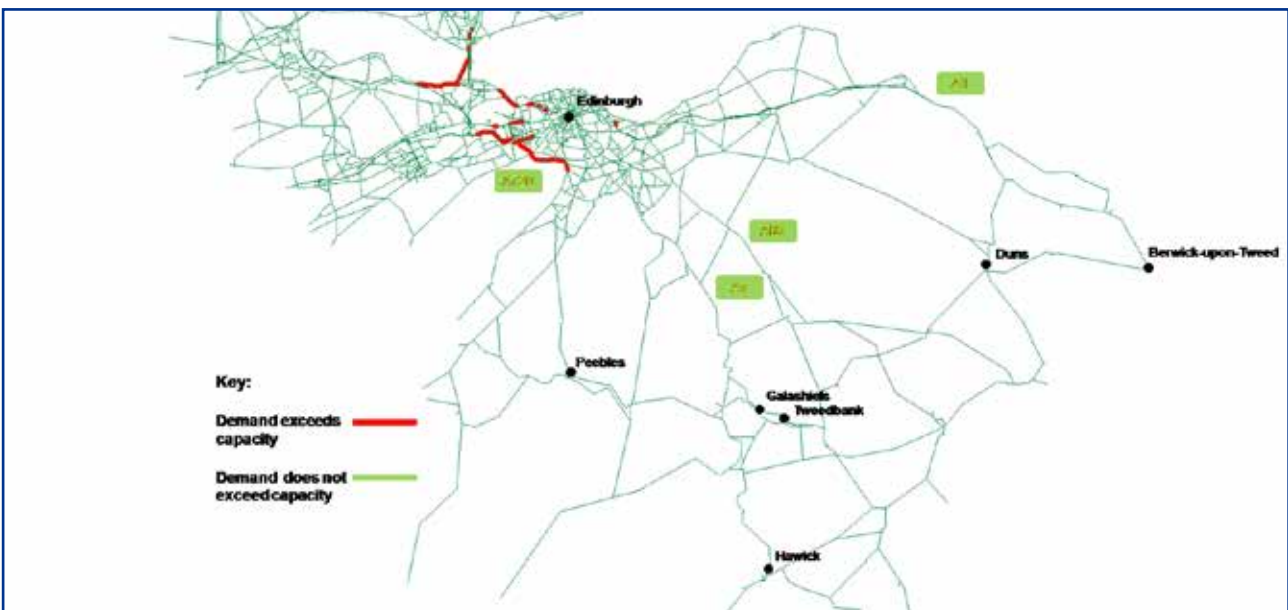 Edinburgh
Duns
Berwick-upon-Tweed
Peebles
Key:
Galashiels
Tweedbank
Demand exceeds
capacity
Demand does not
exceed capacity
Hawick